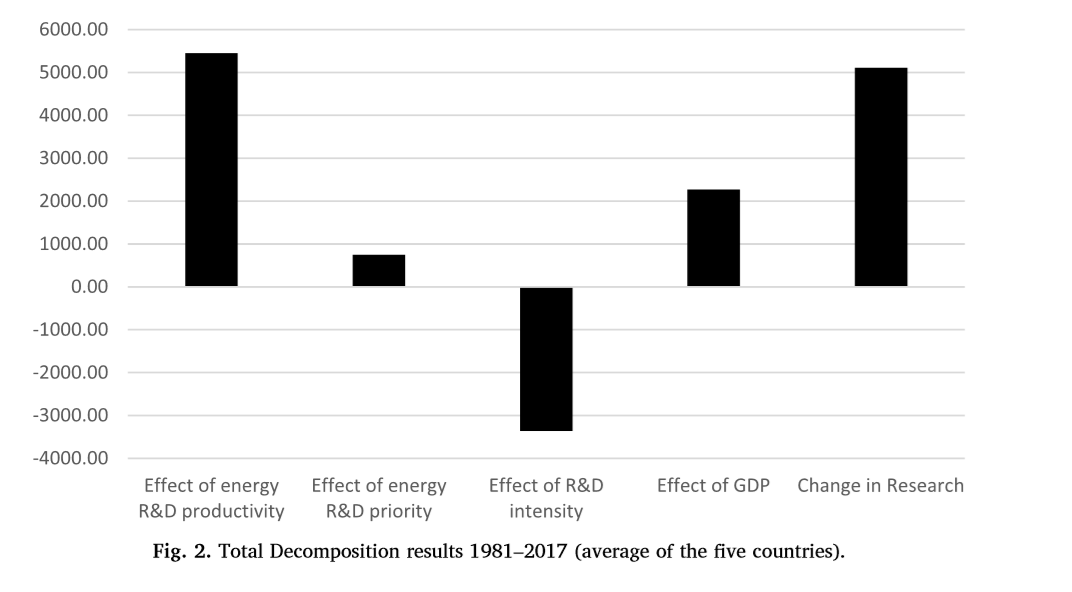 6000.00
5000.00
4000.00
3000.00
2000.00
1000.00
0.00
-1000.00
-2000.00
-3000.00
-4000.00
Effect of energy
R&D productivity
Effect of energy
R&D priority
Effect of R&D
intensity
Effect of GDP
Change in Research
Fig. 2. Total Decomposition results 1981–2017 (average of the five countries).